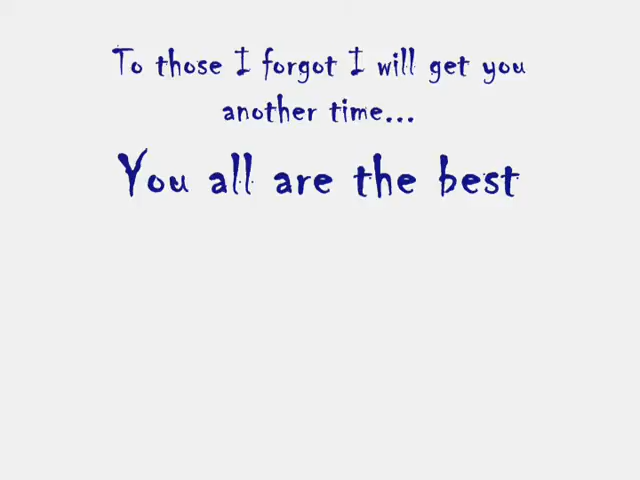 To those I forgot I will get you
another time...
You all are the best